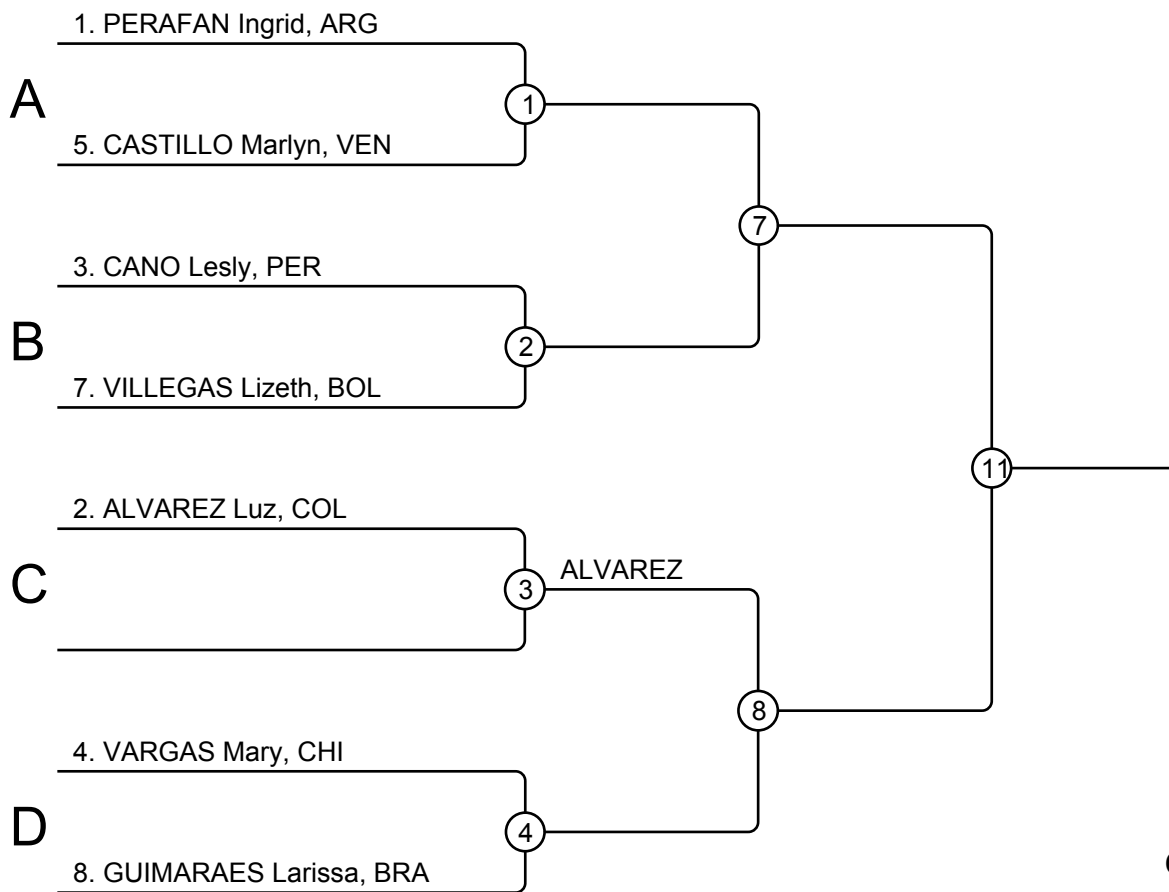 1. PERAFAN Ingrid, ARG
A
1
5. CASTILLO Marlyn, VEN
7
3. CANO Lesly, PER
B
2
7. VILLEGAS Lizeth, BOL
11
2. ALVAREZ Luz, COL
C
3
ALVAREZ
8
4. VARGAS Mary, CHI
D
4
8. GUIMARAES Larissa, BRA